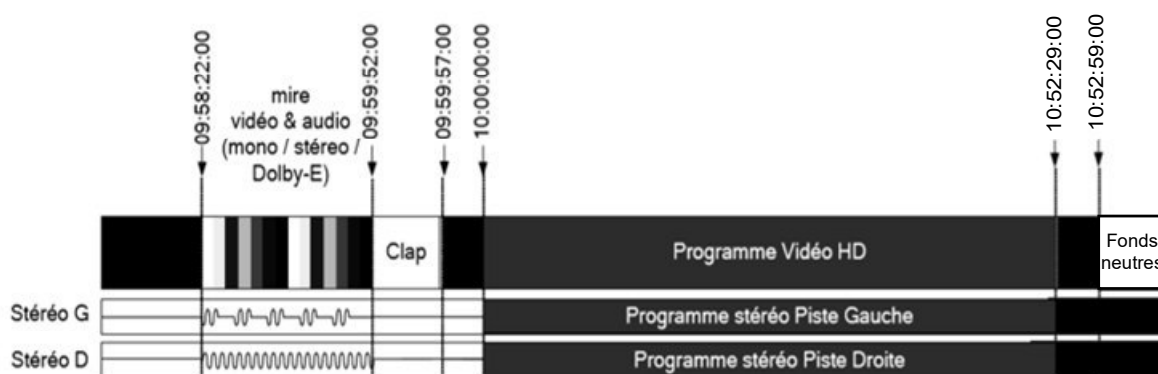 09:58:22:00
mire
vidéo & audio
(mono / stéreo /
Dolby-E)
09:59:52:00
09:59:57:00
10:00:00:00
10:52:29:00
10:52:59:00
Clap
Programme Vidéo HD
Fonds
neutres
Stéréo G
Programme stéréo Piste Gauche
Stéréo D
Programme stéréo Piste Droite